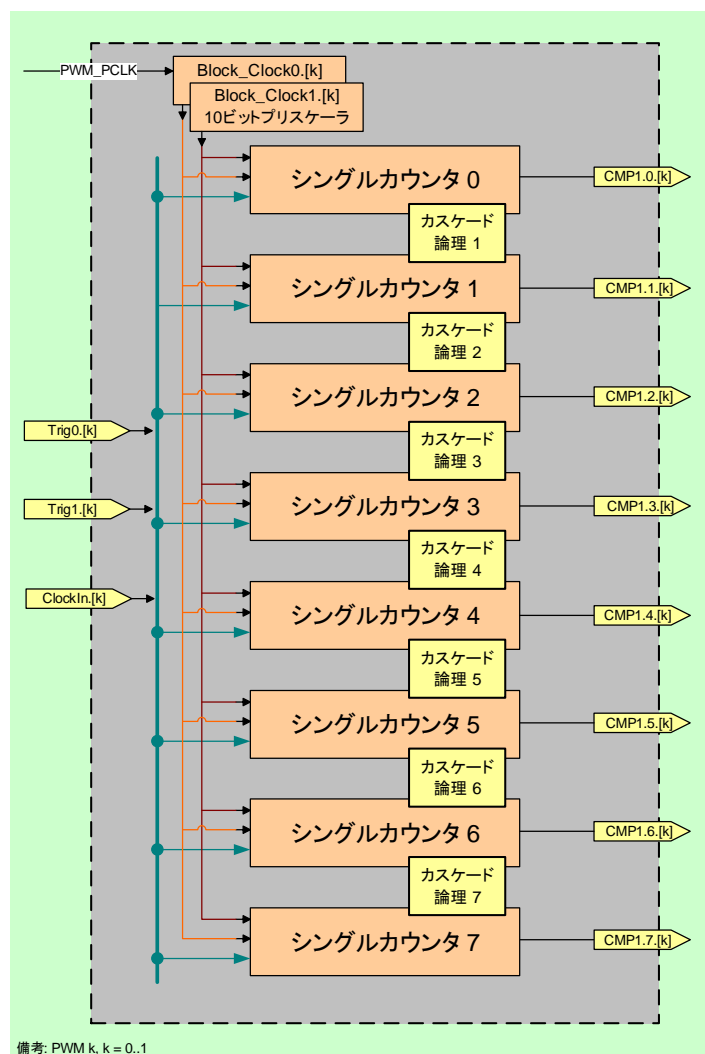 PWM_PCLK
Block_Clock0.[k]
Block_Clock1.[k]
10ビットプリスケーラ
シングルカウンタ 0
CMP1.0.[k]
カスケード
論理 1
シングルカウンタ 1
CMP1.1.[k]
カスケード
論理 2
シングルカウンタ 2
CMP1.2.[k]
Trig0.[k]
カスケード
論理 3
シングルカウンタ 3
CMP1.3.[k]
Trig1.[k]
カスケード
論理 4
ClockIn.[k]
シングルカウンタ 4
CMP1.4.[k]
カスケード
論理 5
シングルカウンタ 5
CMP1.5.[k]
カスケード
論理 6
シングルカウンタ 6
CMP1.6.[k]
カスケード
論理 7
シングルカウンタ 7
CMP1.7.[k]
備考: PWM k, k = 0..1